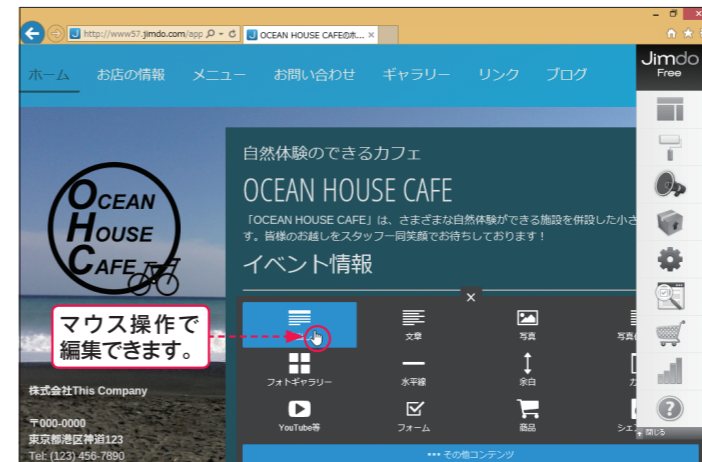 http://www57.jimdo.com/app
OCEAN HOUSE CAFEのホ...
ホーム お店の情報 メニュー お問い合わせ ギャラリー リンク ブログ
Jimdo
Free
自然体験のできるカフェ
OCEAN HOUSE CAFE
「OCEAN HOUSE CAFE」は、さまざまな自然体験ができる施設を併設した小さ
す。皆様のお越しをスタッフ一同笑顔でお待ちしております！
イベント情報
OCEAN
HOUSE
CAFE
マウス操作で
編集できます。
文章 写真
フォトギャラリー 水平線 余白
YouTube等 フォーム 商品 シェア
••• その他コンテンツ
閉じる
株式会社This Company
〒000-0000
東京都港区神道123
Tel: (123) 456-7890